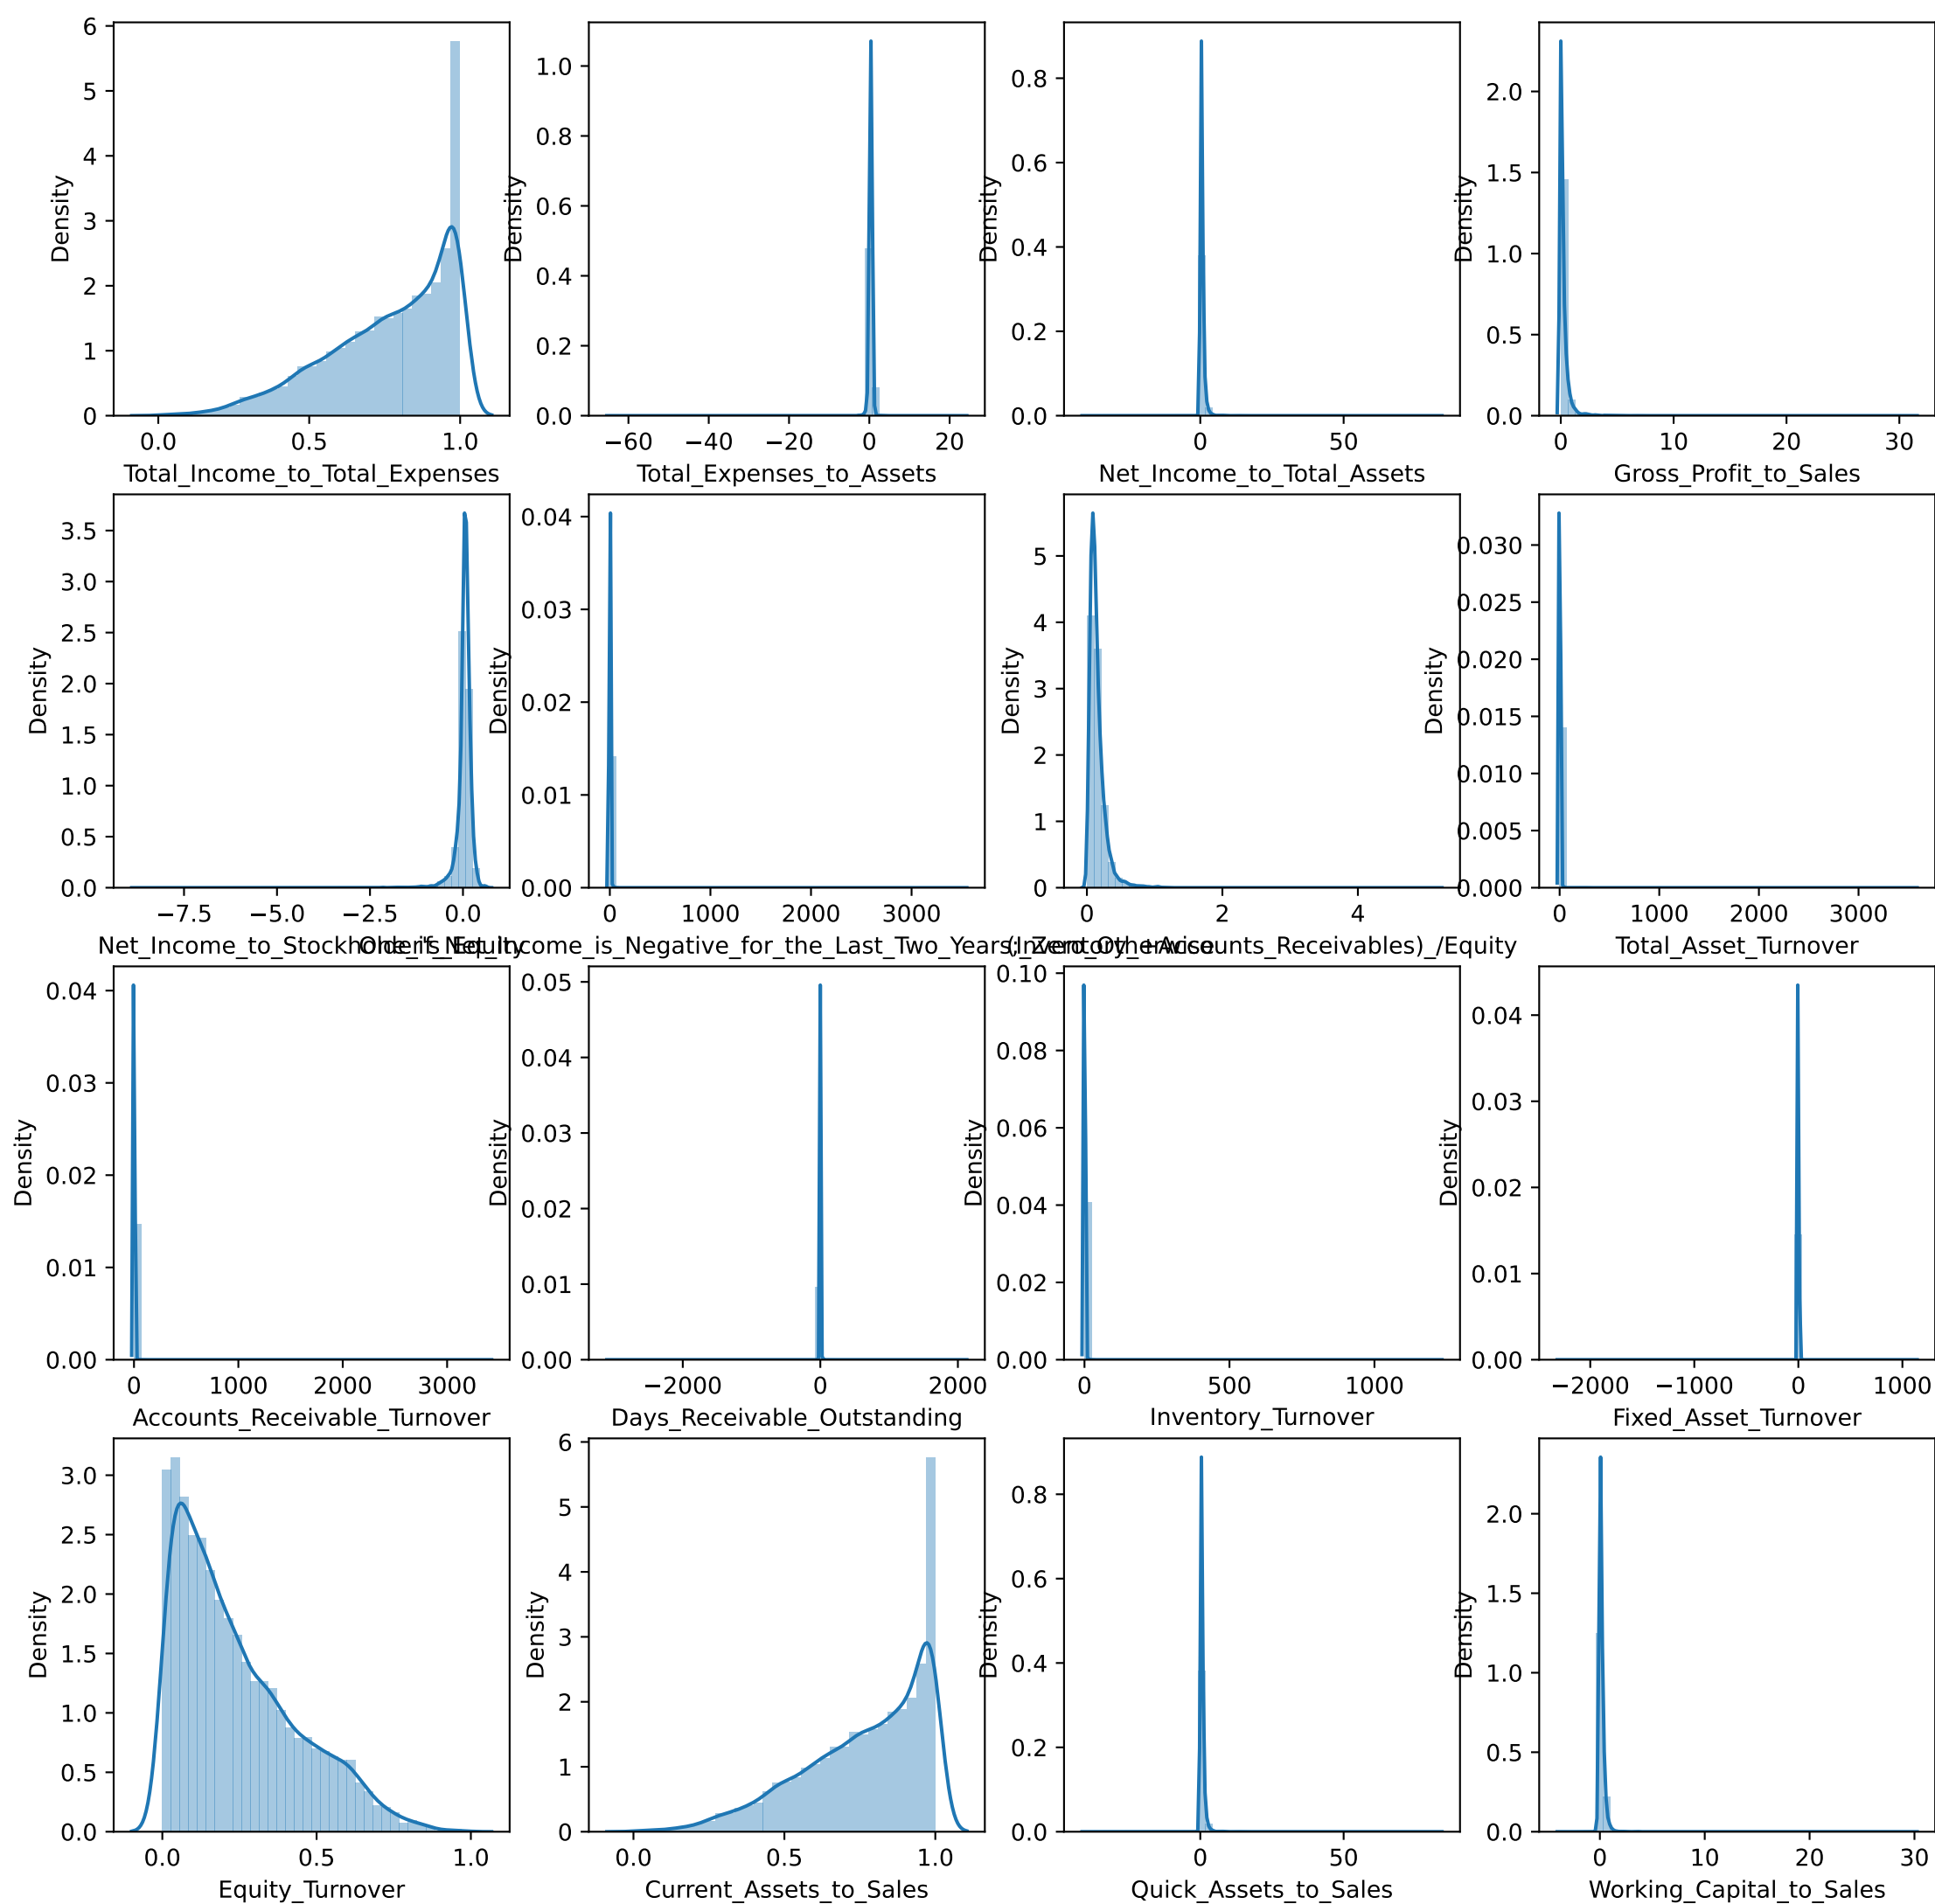 6
5
4
3
2
1
0
Density
0.0 0.5 1.0
Total_Income_to_Total_Expenses
1.0
0.8
0.6
0.4
0.2
0.0
Density
−60 −40 −20 0 20
Total_Expenses_to_Assets
0.8
0.6
0.4
0.2
0.0
Density
0 50
Net_Income_to_Total_Assets
2.0
1.5
1.0
0.5
0.0
Density
0 10 20 30
Gross_Profit_to_Sales
3.5
3.0
2.5
2.0
1.5
1.0
0.5
0.0
Density
−7.5 −5.0 −2.5 0.0
Net_Income_to_Stockholder's_Equity
0.04
0.03
0.02
0.01
0.00
Density
0 1000 2000 3000
One_if_Net_Income_is_Negative_for_the_Last_Two_Years;_Zero_Otherwise
5
4
3
2
1
0
Density
0 2 4
(Inventory_+Accounts_Receivables)_/Equity
0.030
0.025
0.020
0.015
0.010
0.005
0.000
Density
0 1000 2000 3000
Total_Asset_Turnover
0.04
0.03
0.02
0.01
0.00
Density
0 1000 2000 3000
Accounts_Receivable_Turnover
0.05
0.04
0.03
0.02
0.01
0.00
Density
−2000 0 2000
Days_Receivable_Outstanding
0.10
0.08
0.06
0.04
0.02
0.00
Density
0 500 1000
Inventory_Turnover
0.04
0.03
0.02
0.01
0.00
Density
−2000 −1000 0 1000
Fixed_Asset_Turnover
3.0
2.5
2.0
1.5
1.0
0.5
0.0
Density
0.0 0.5 1.0
Equity_Turnover
6
5
4
3
2
1
0
Density
0.0 0.5 1.0
Current_Assets_to_Sales
0.8
0.6
0.4
0.2
0.0
Density
0 50
Quick_Assets_to_Sales
2.0
1.5
1.0
0.5
0.0
Density
0 10 20 30
Working_Capital_to_Sales